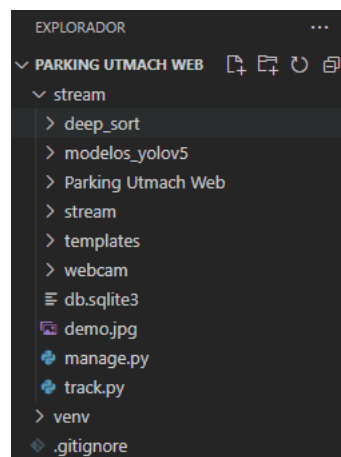 EXPLORADOR
PARKING UTMACH WEB
stream
deep_sort
modelos_yolov5
Parking Utmach Web
stream
templates
webcam
db.sqlite3
demo.jpg
manage.py
track.py
venv
.gitignore